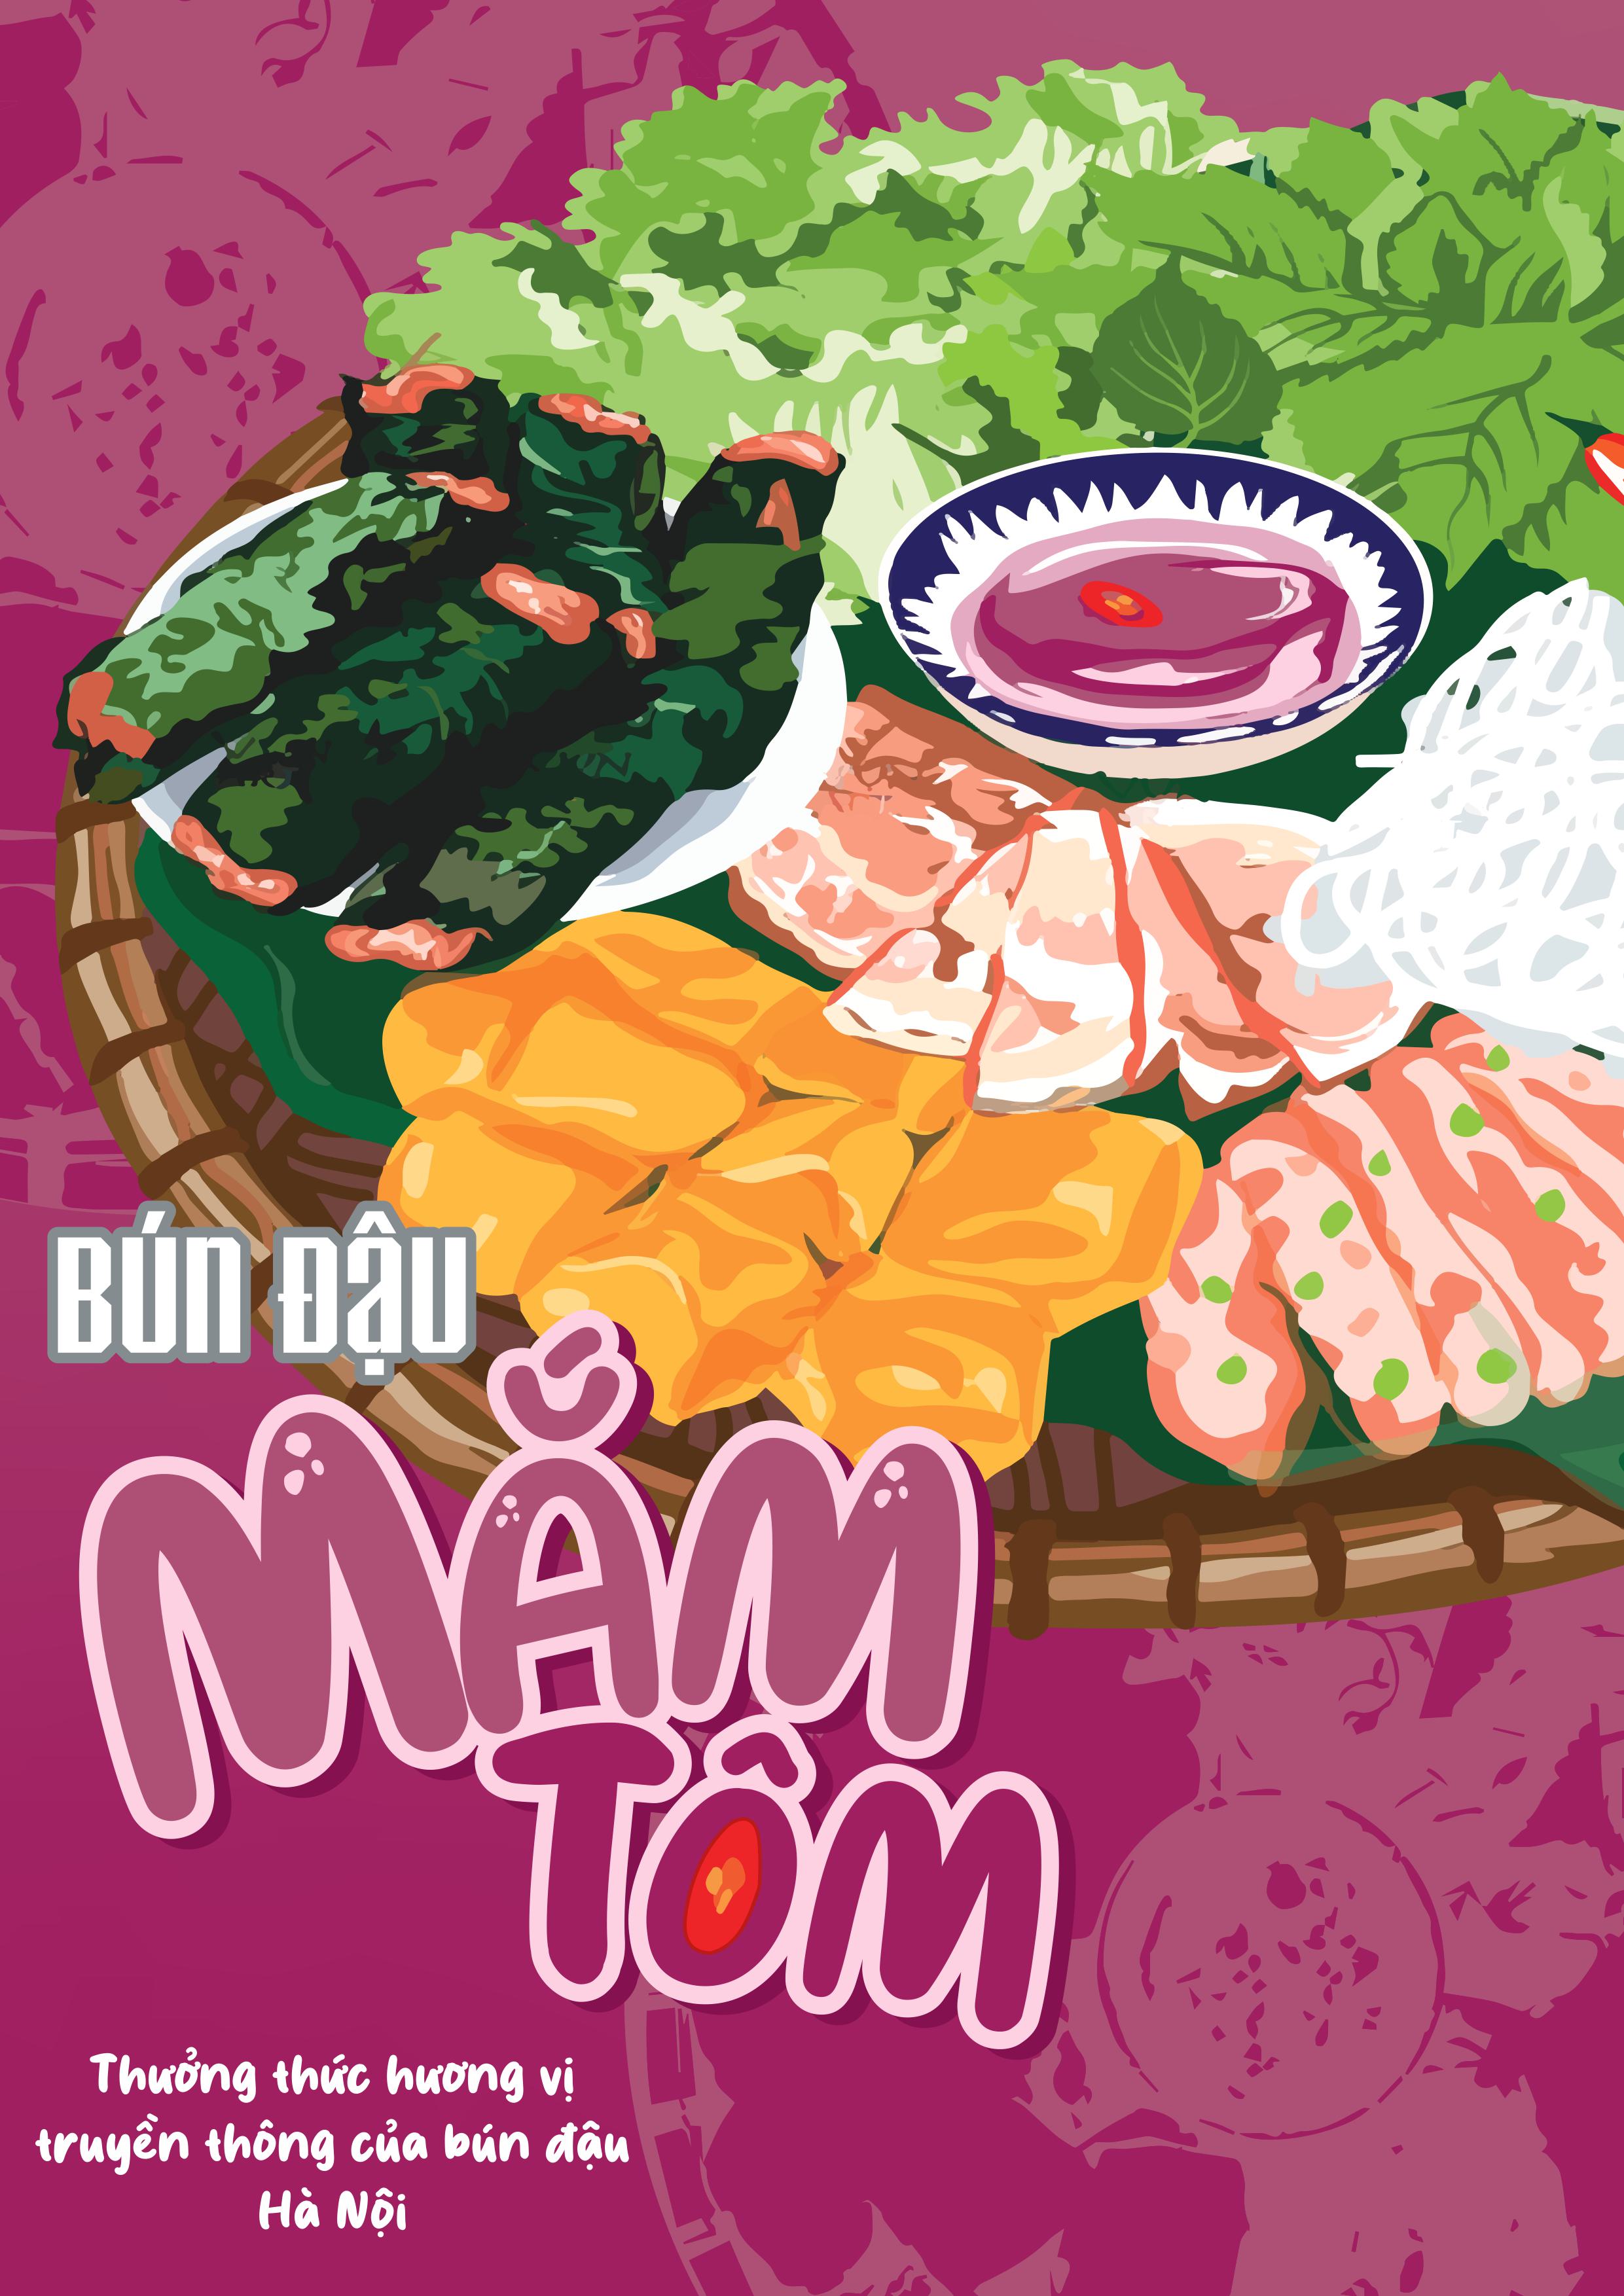 BÚN ĐẬU
MẮM
TÔM
Thưởng thức hương vị
truyền thông của bún đậu
Hà Nội